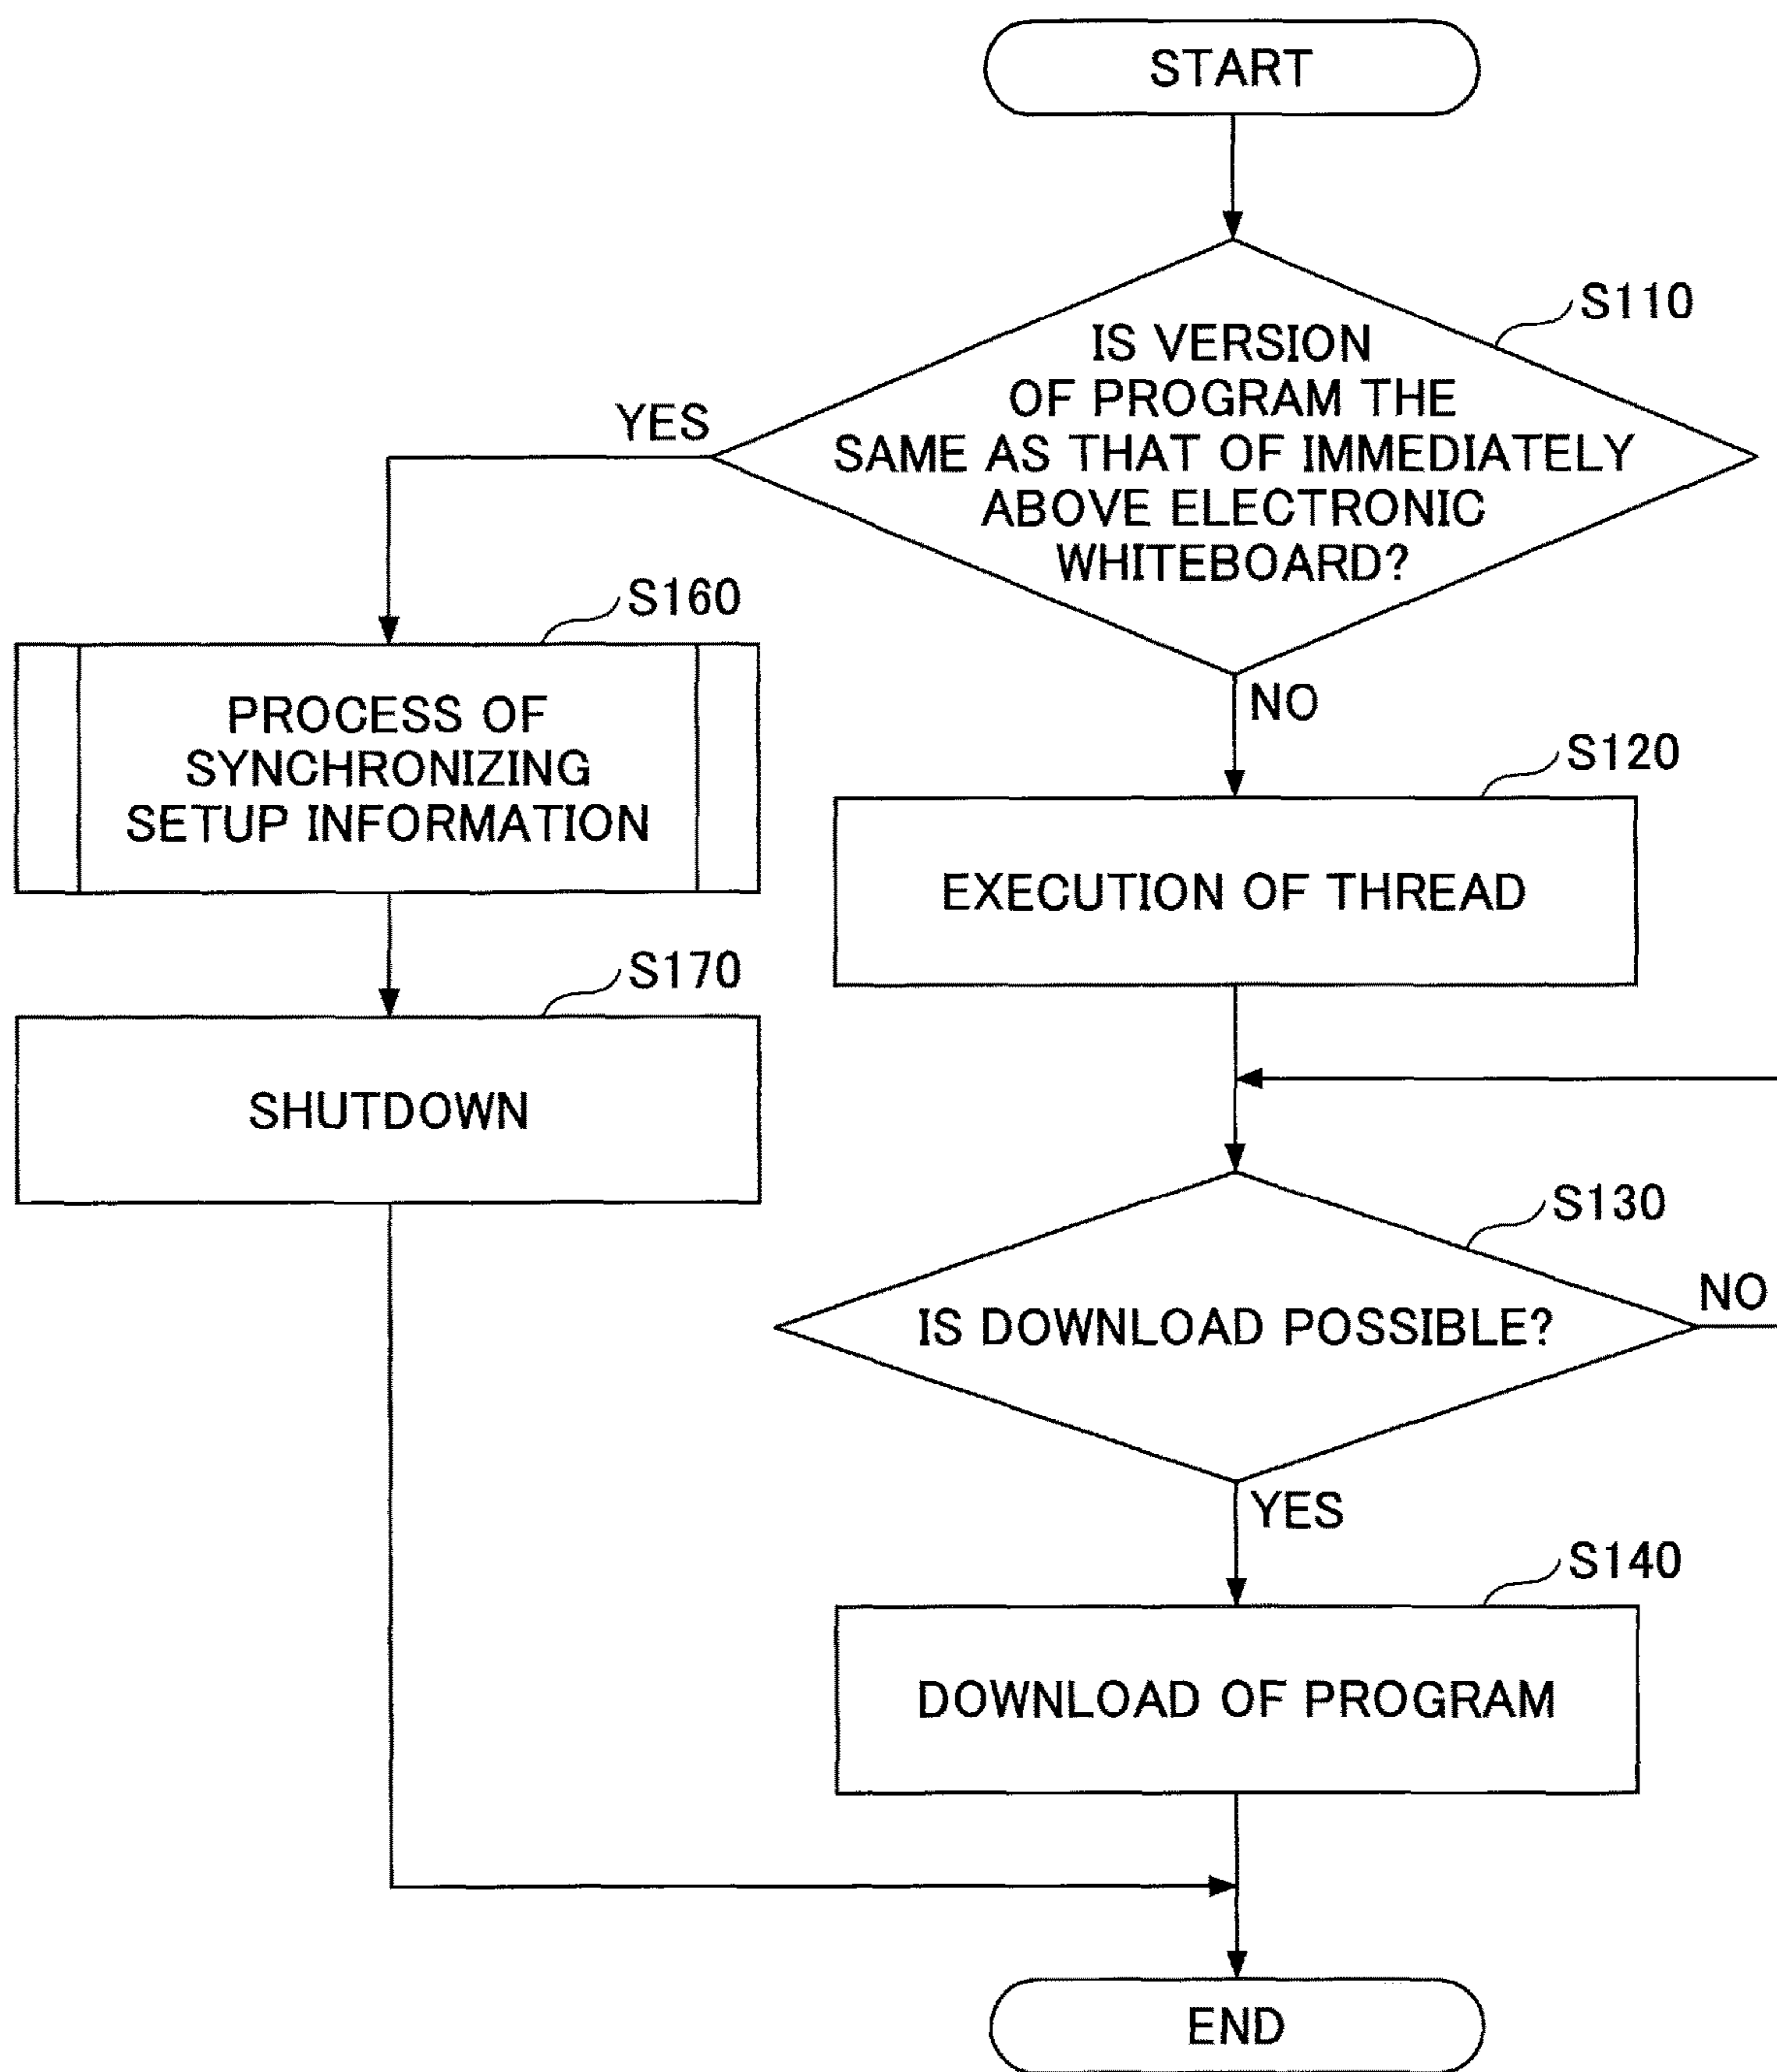 START
S110
IS VERSION
OF PROGRAM THE
SAME AS THAT OF IMMEDIATELY
ABOVE ELECTRONIC
WHITEBOARD?
YES
NO
S160
PROCESS OF
SYNCHRONIZING
SETUP INFORMATION
S120
EXECUTION OF THREAD
S170
SHUTDOWN
S130
IS DOWNLOAD POSSIBLE?
NO
YES
S140
DOWNLOAD OF PROGRAM
END